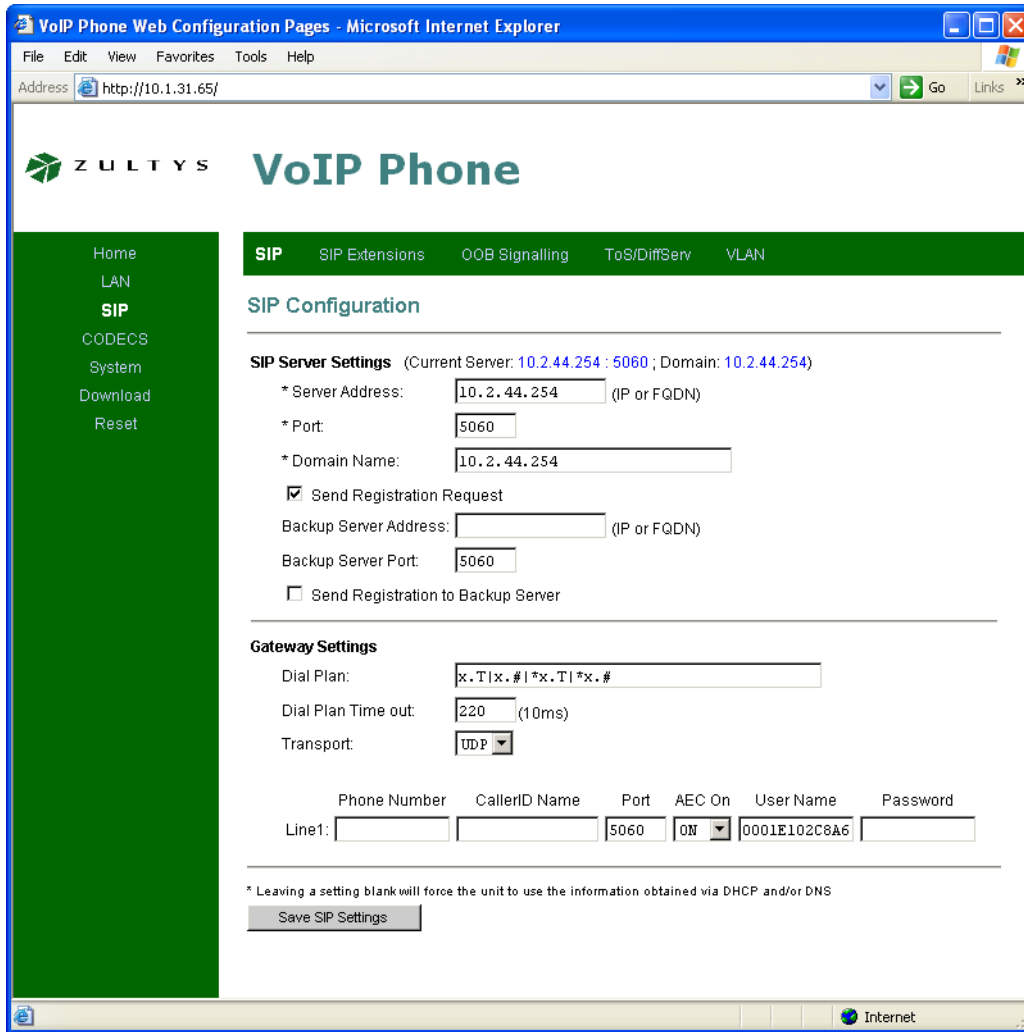 VoIP Phone Web Configuration Pages - Microsoft Internet Explorer
File Edit View Favorites Tools Help
Address http://10.1.31.65/ Go Links »
ZULTYS VoIP Phone
Home
LAN
SIP
CODECS
System
Download
Reset
SIP SIP Extensions OOB Signalling ToS/DiffServ VLAN
SIP Configuration
SIP Server Settings (Current Server: 10.2.44.254 : 5060 ; Domain: 10.2.44.254)
* Server Address: 10.2.44.254 (IP or FQDN)
* Port: 5060
* Domain Name: 10.2.44.254
Send Registration Request
Backup Server Address: (IP or FQDN)
Backup Server Port: 5060
Send Registration to Backup Server
Gateway Settings
Dial Plan: x.T|x.#|*x.T|*x.#
Dial Plan Time out: 220 (10ms)
Transport: UDP
Phone Number CallerID Name Port AEC On User Name Password
Line1: 5060 ON 0001E102C8A6
* Leaving a setting blank will force the unit to use the information obtained via DHCP and/or DNS
Save SIP Settings
Internet